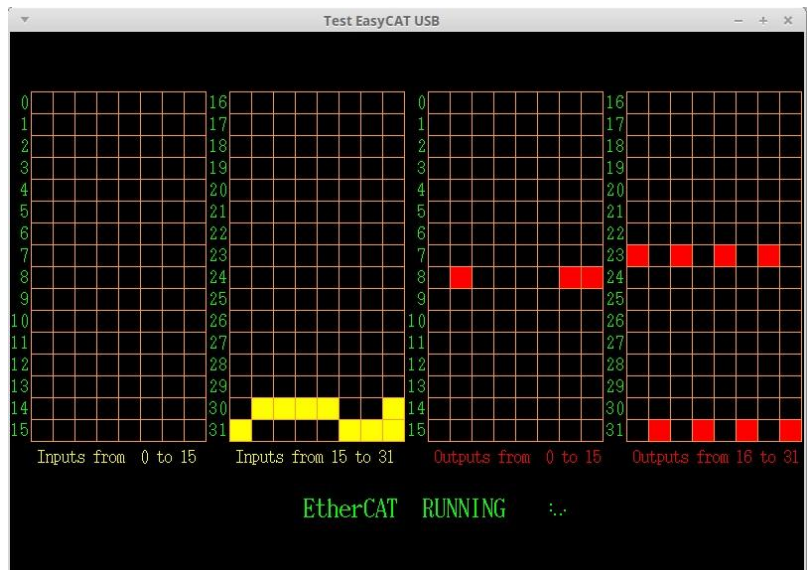 Test EasyCAT USB
0 16 0 16
1 17 1 17
2 18 2 18
3 19 3 19
4 20 4 20
5 21 5 21
6 22 6 22
7 23 7 23
8 24 8 24
9 25 9 25
10 26 10 26
11 27 11 27
12 28 12 28
13 29 13 29
14 30 14 30
15 31 15 31
Inputs from 0 to 15 Inputs from 15 to 31 Outputs from 0 to 15 Outputs from 16 to 31
EtherCAT RUNNING :..